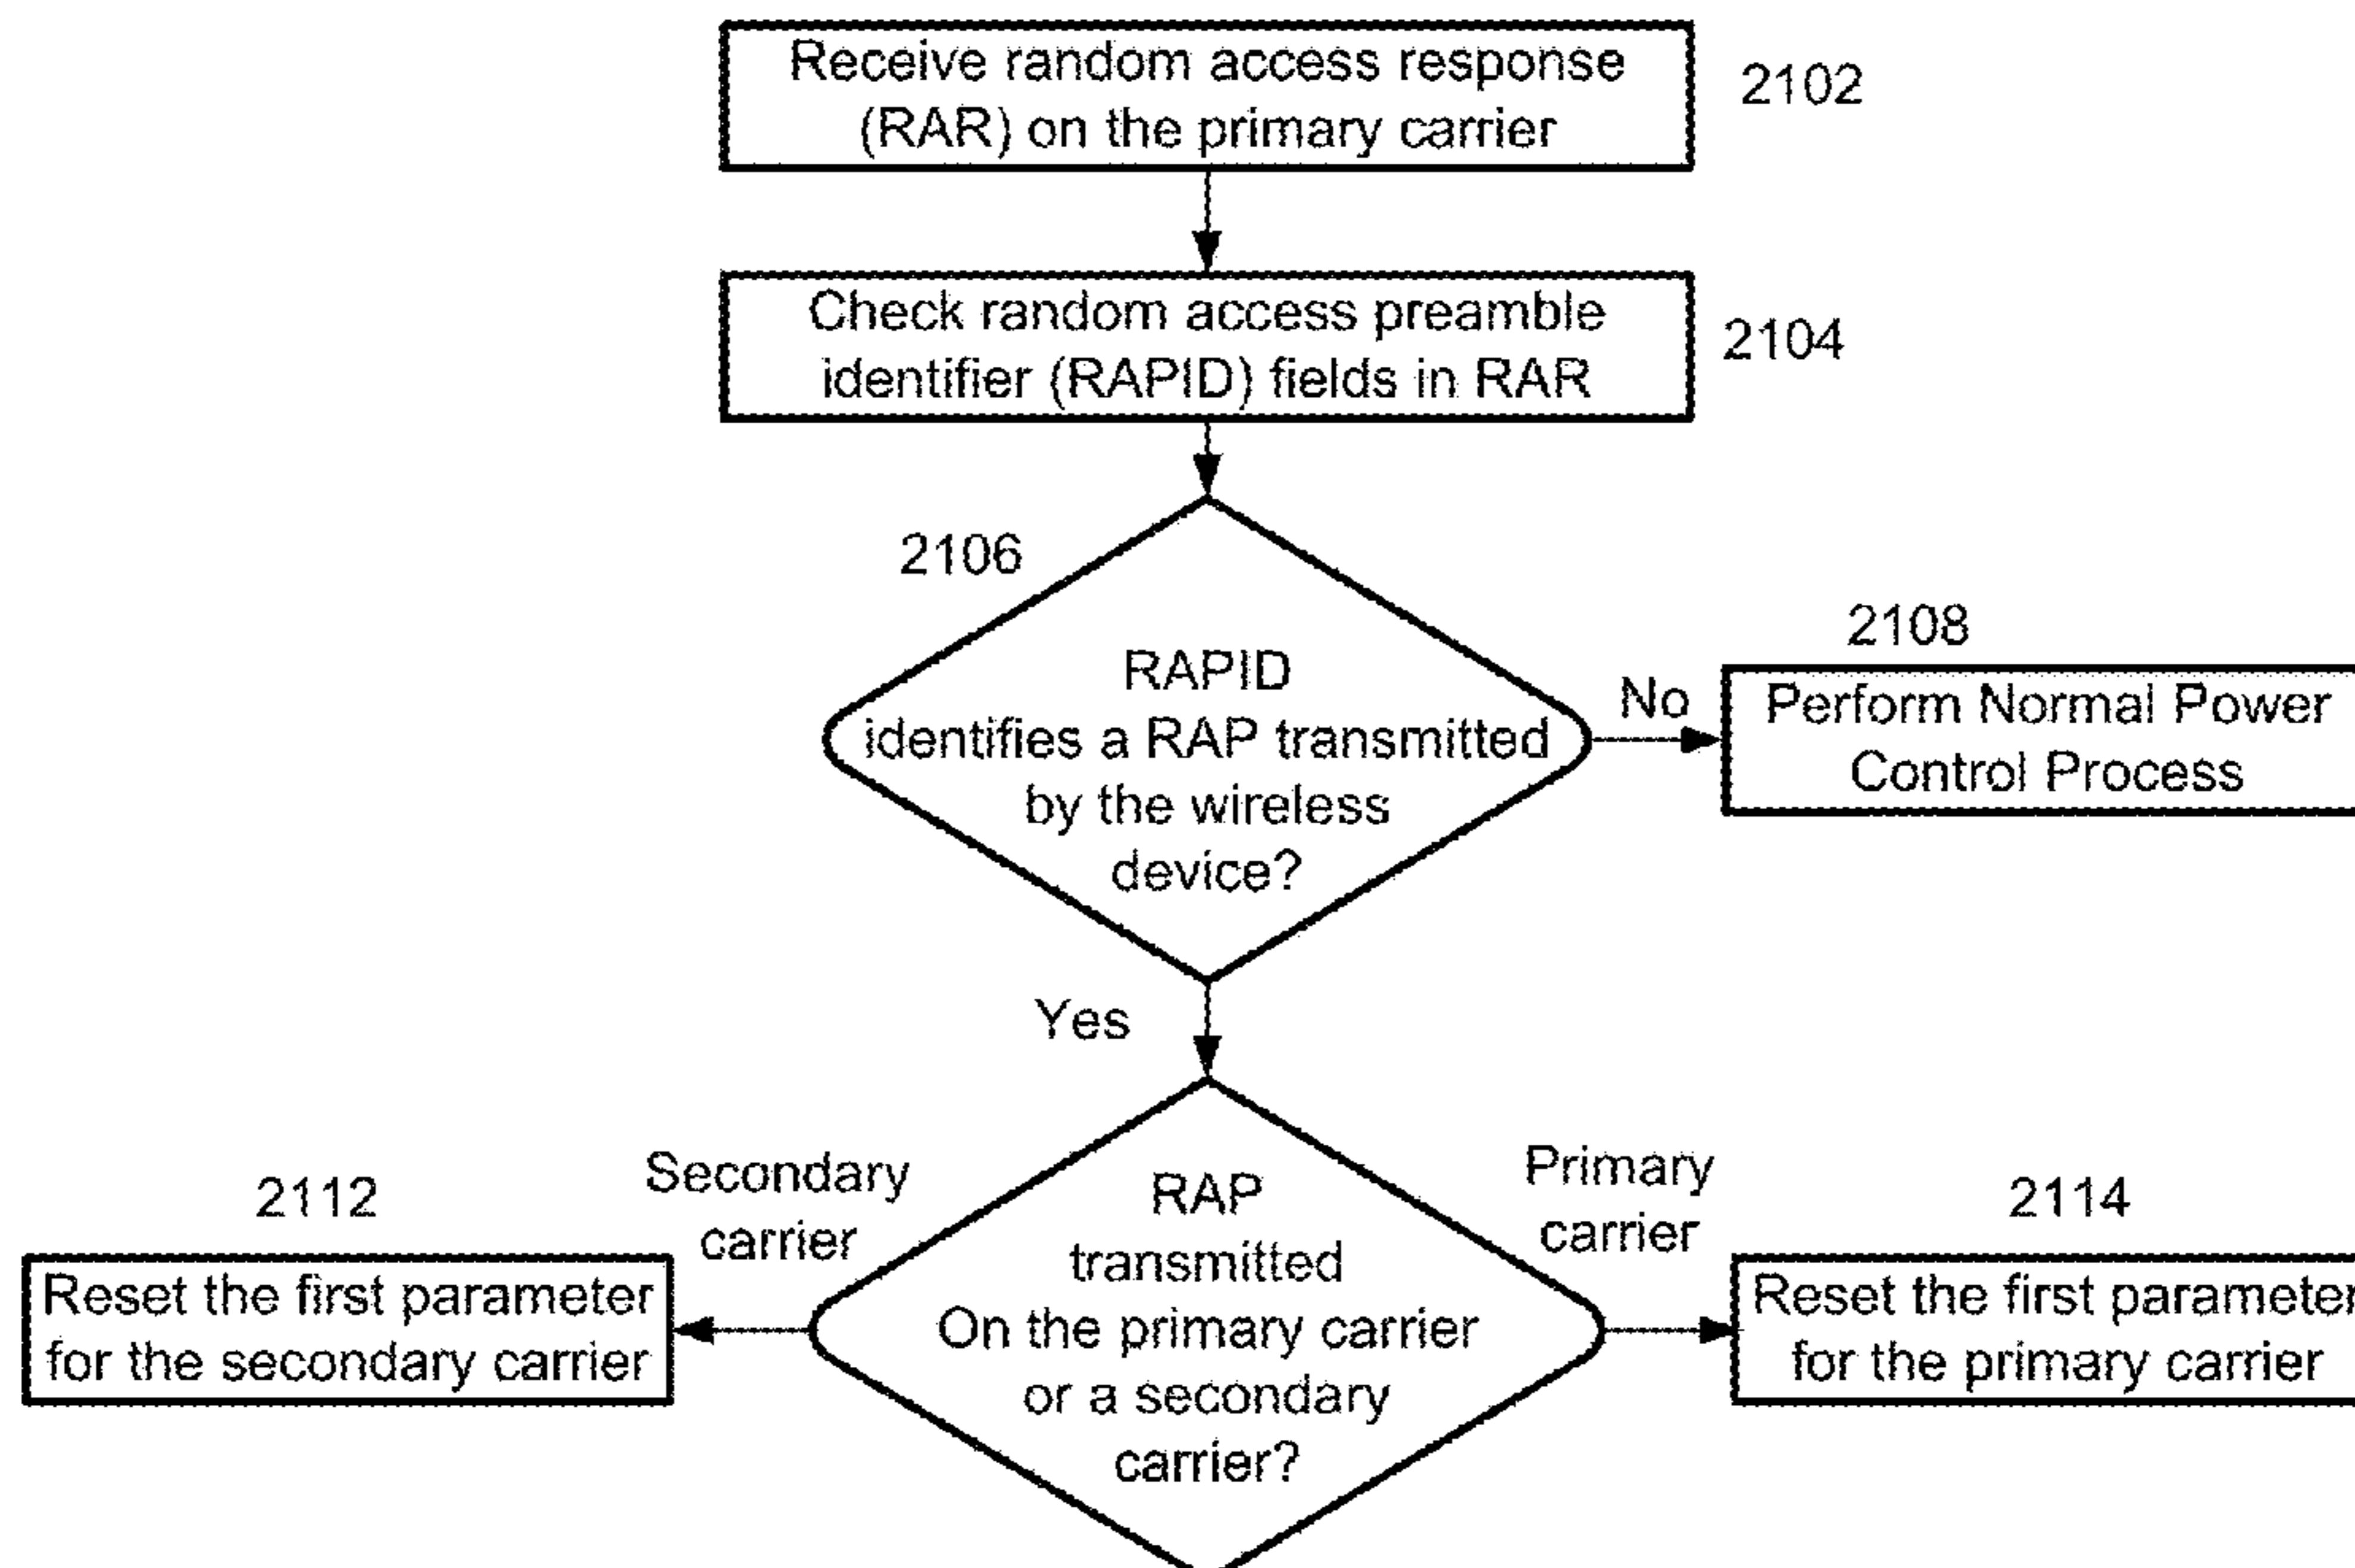 Receive random access response
(RAR) on the primary carrier
2102
Check random access preamble
identifier (RAPID) fields in RAR
2104
2106
RAPID
identifies a RAP transmitted
by the wireless
device?
No
2108
Perform Normal Power
Control Process
Yes
2112
Secondary
carrier
Reset the first parameter
for the secondary carrier
RAP
transmitted
On the primary carrier
or a secondary
carrier?
Primary
carrier
2114
Reset the first parameter
for the primary carrier